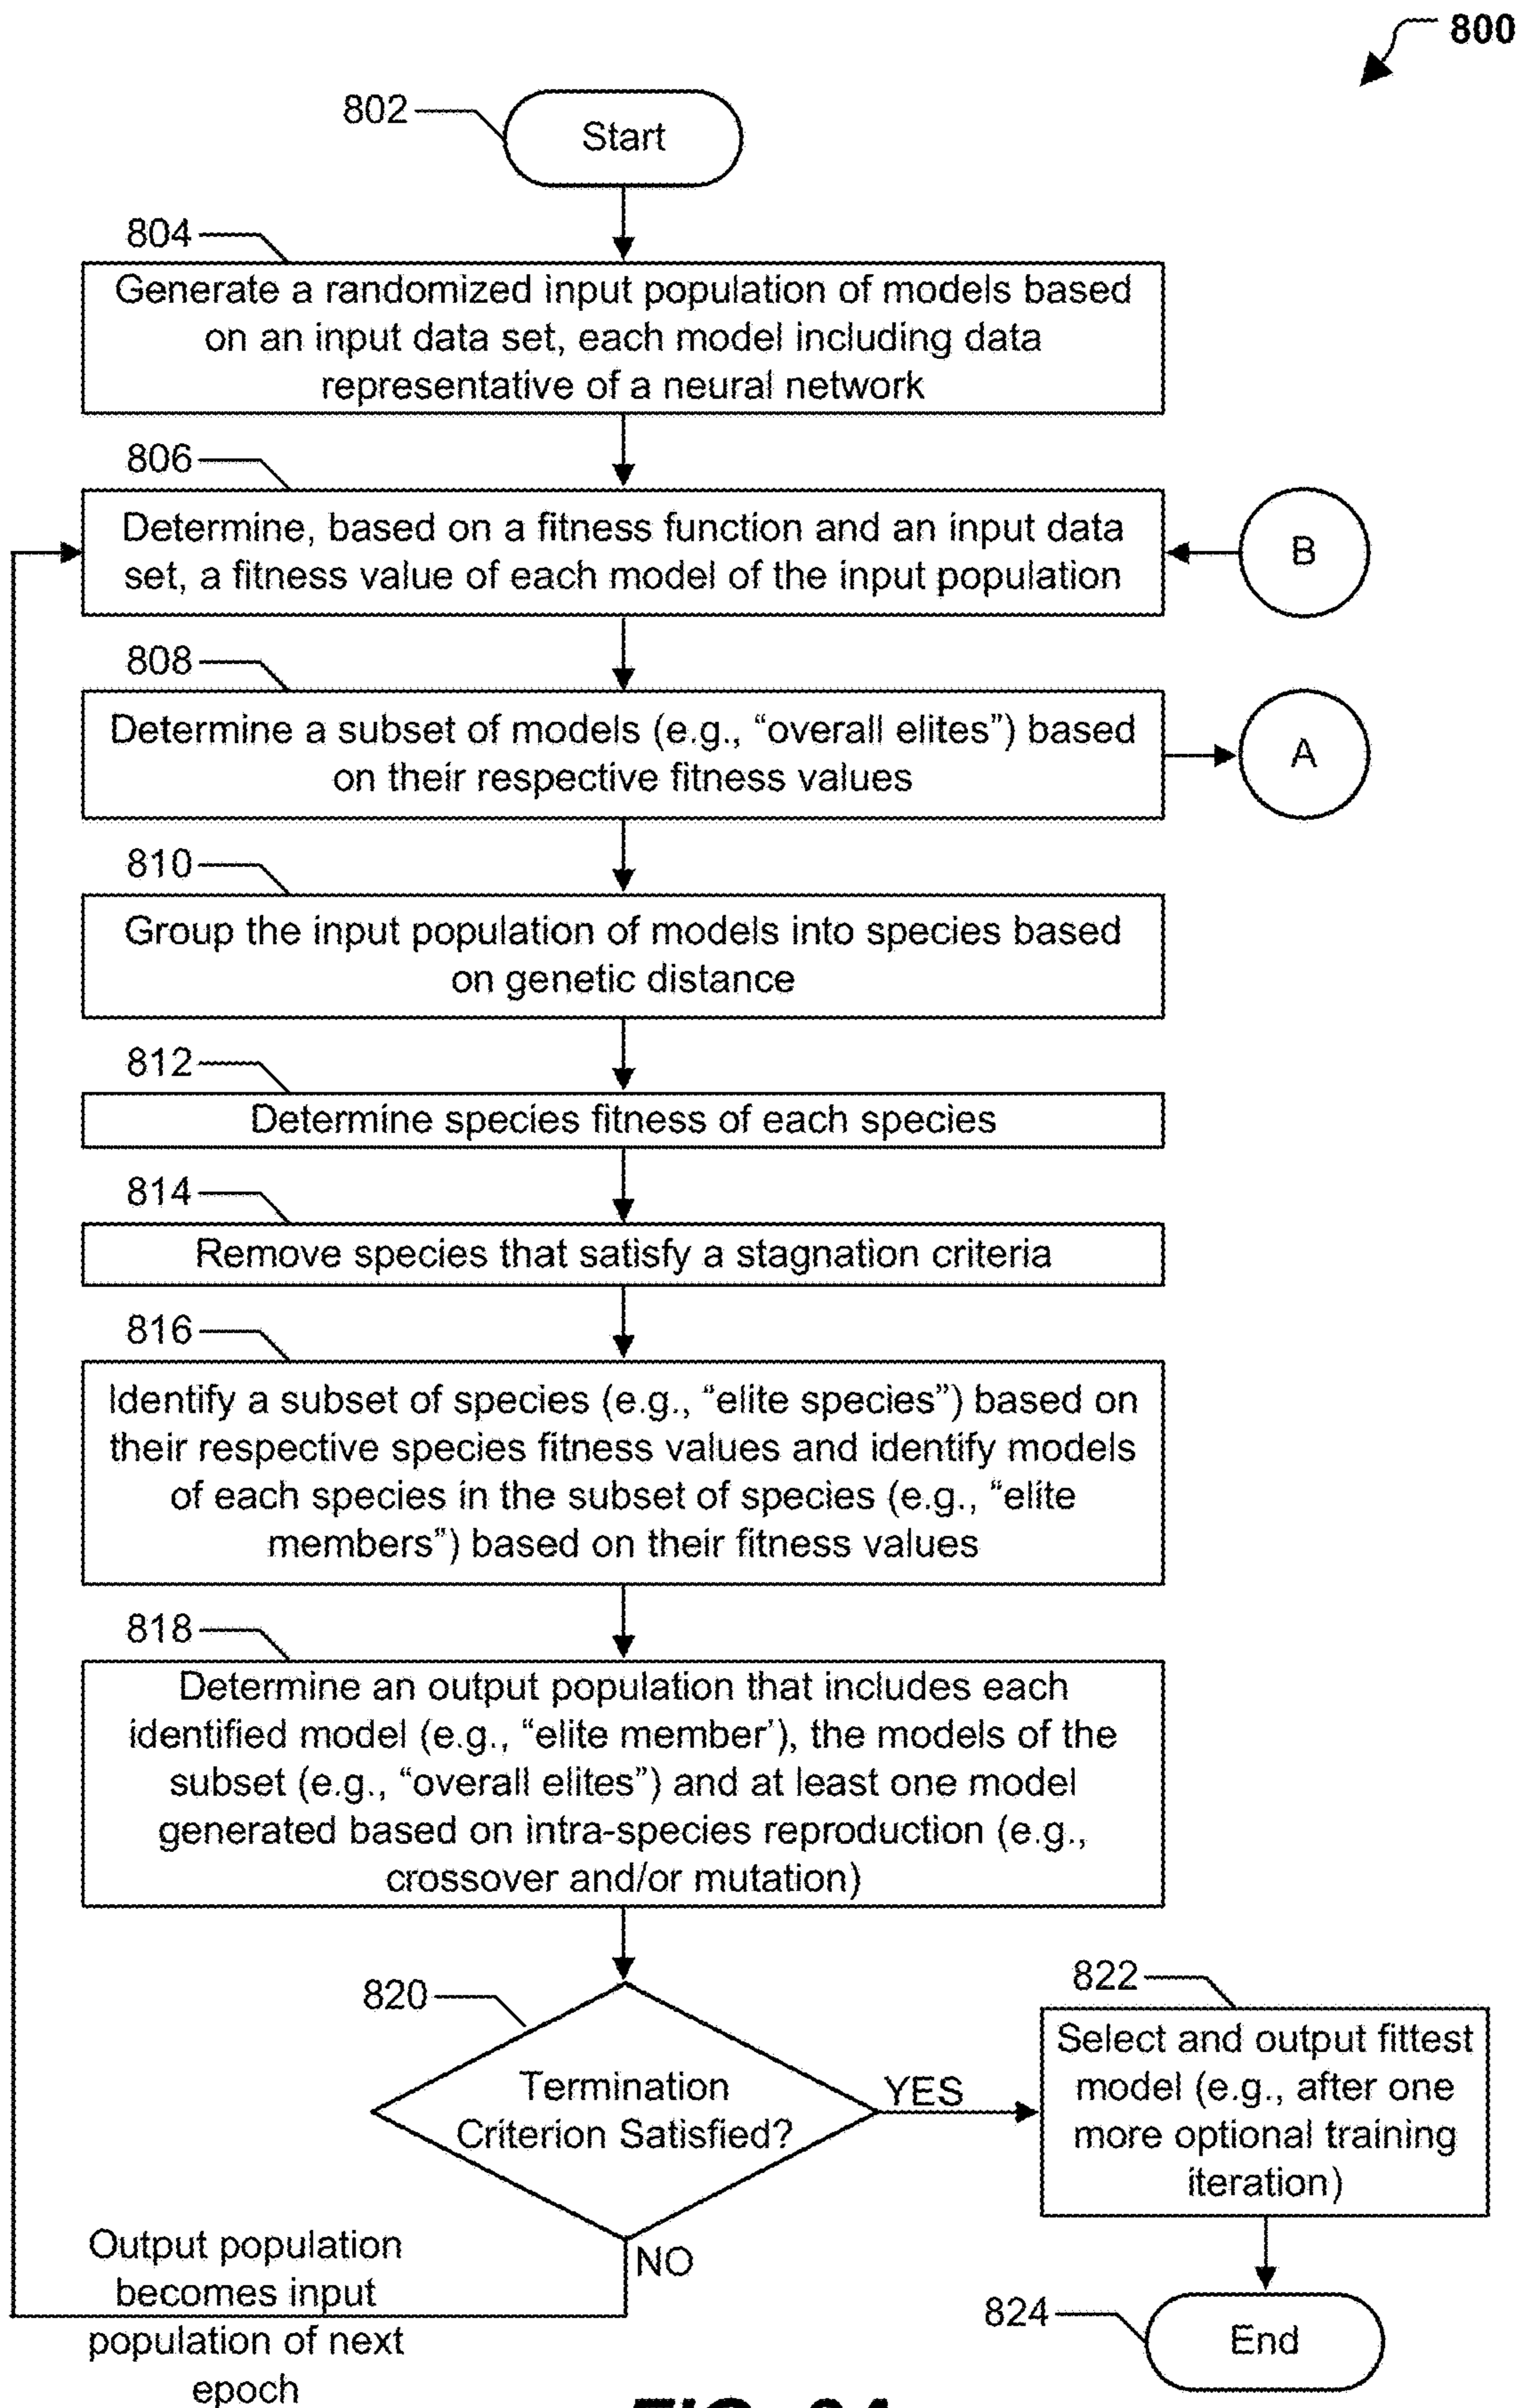 800
802
Start
804
Generate a randomized input population of models based
on an input data set, each model including data
representative of a neural network
806
Determine, based on a fitness function and an input data
set, a fitness value of each model of the input population
B
808
Determine a subset of models (e.g., “overall elites”) based
on their respective fitness values
A
810
Group the input population of models into species based
on genetic distance
812
Determine species fitness of each species
814
Remove species that satisfy a stagnation criteria
816
Identify a subset of species (e.g., “elite species”) based on
their respective species fitness values and identify models
of each species in the subset of species (e.g., “elite
members”) based on their fitness values
818
Determine an output population that includes each
identified model (e.g., “elite member’), the models of the
subset (e.g., “overall elites”) and at least one model
generated based on intra-species reproduction (e.g.,
crossover and/or mutation)
820
Termination
Criterion Satisfied?
YES
822
Select and output fittest
model (e.g., after one
more optional training
iteration)
NO
Output population
becomes input
population of next
epoch
824
End